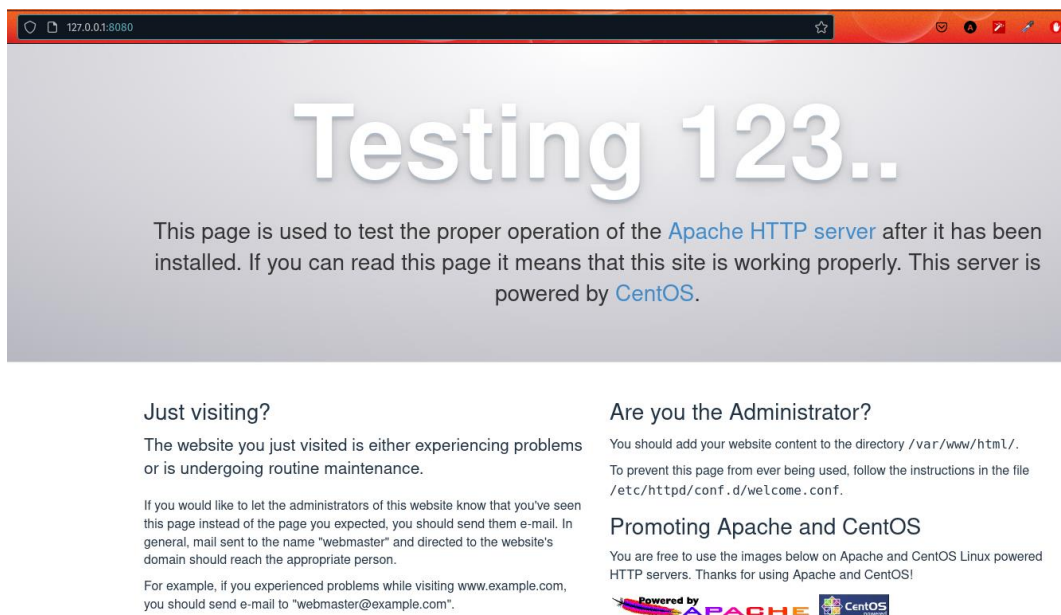 127.0.0.1:8080
Testing 123..
This page is used to test the proper operation of the Apache HTTP server after it has been
installed. If you can read this page it means that this site is working properly. This server is
powered by CentOS.
Just visiting?
The website you just visited is either experiencing problems
or is undergoing routine maintenance.
If you would like to let the administrators of this website know that you've seen
this page instead of the page you expected, you should send them e-mail. In
general, mail sent to the name "webmaster" and directed to the website's
domain should reach the appropriate person.
For example, if you experienced problems while visiting www.example.com,
you should send e-mail to "webmaster@example.com".
Are you the Administrator?
You should add your website content to the directory /var/www/html/.
To prevent this page from ever being used, follow the instructions in the file
/etc/httpd/conf.d/welcome.conf.
Promoting Apache and CentOS
You are free to use the images below on Apache and CentOS Linux powered
HTTP servers. Thanks for using Apache and CentOS!
Powered by
APACHE
CentOS